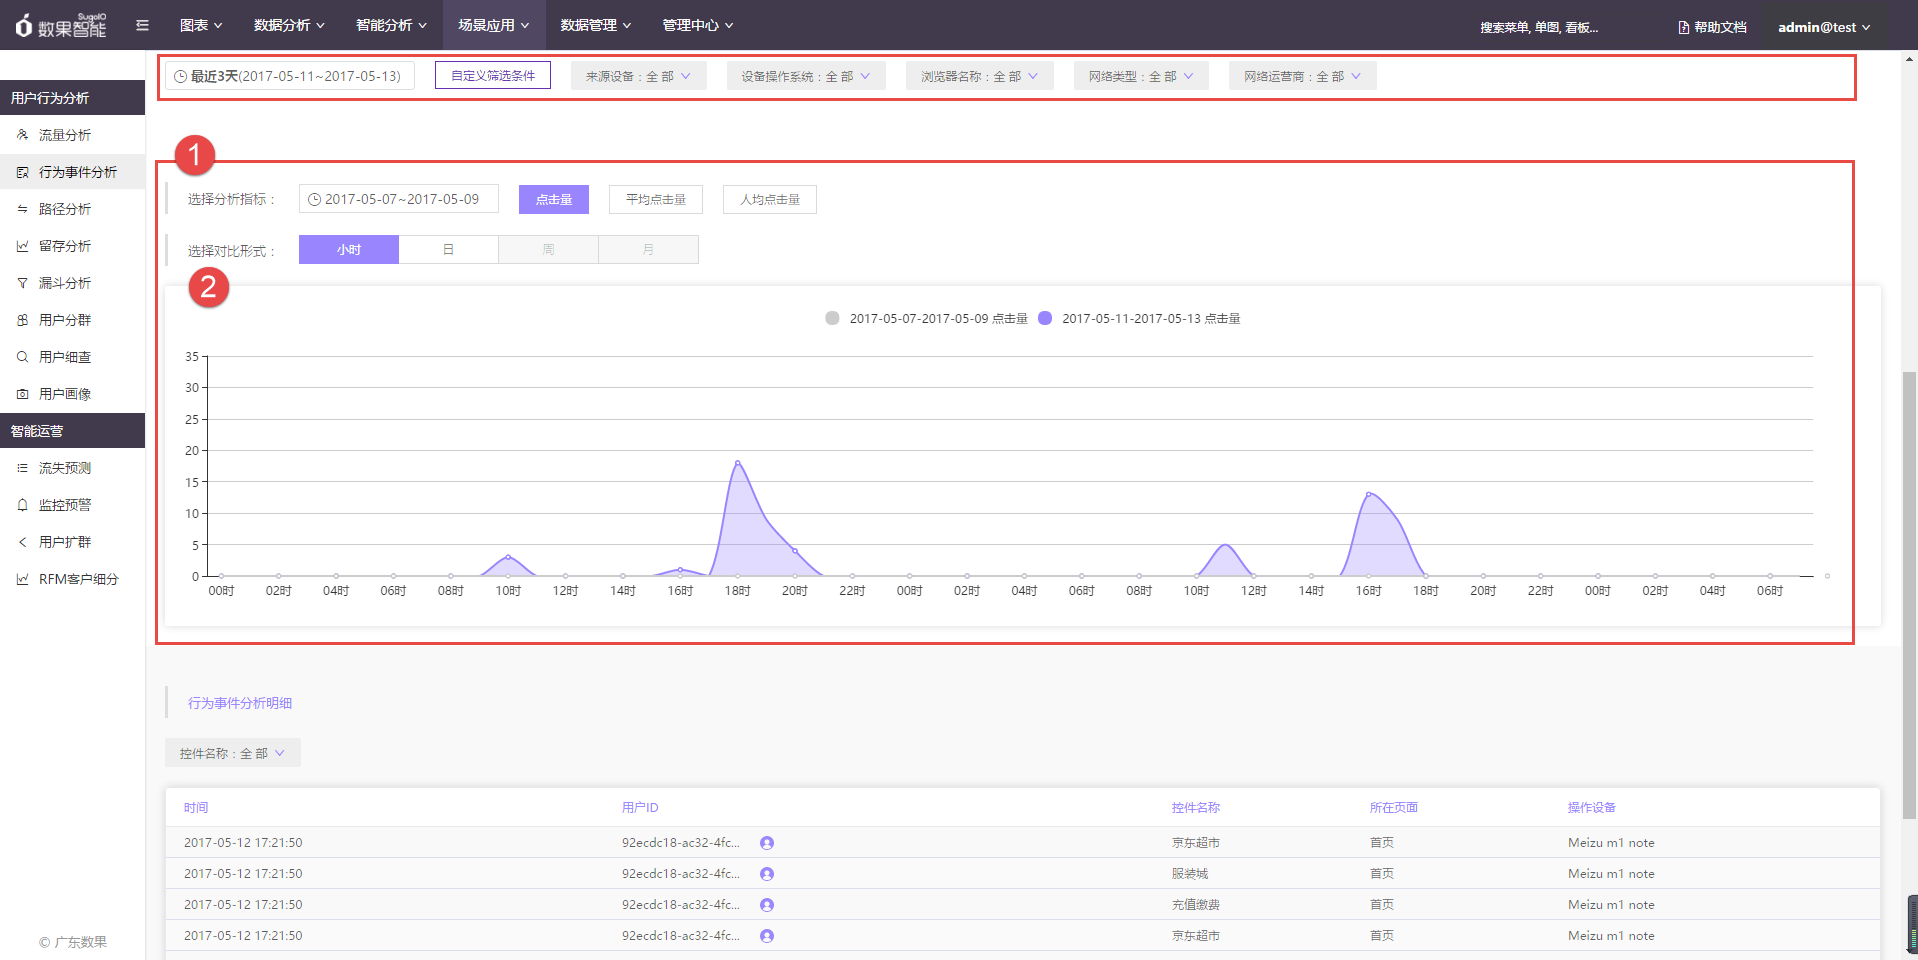 SugoIO
数果智能
图表
数据分析
智能分析
场景应用
数据管理
管理中心
搜索菜单, 单图, 看板...
帮助文档
admin@test
用户行为分析
流量分析
行为事件分析
路径分析
留存分析
漏斗分析
用户分群
用户细查
用户画像
智能运营
流失预测
监控预警
用户扩群
RFM客户细分
© 广东数果
最近3天(2017-05-11~2017-05-13)
自定义筛选条件
来源设备：全 部
设备操作系统：全 部
浏览器名称：全 部
网络类型：全 部
网络运营商：全 部
1
选择分析指标：
2017-05-07~2017-05-09
点击量
平均点击量
人均点击量
选择对比形式：
小时
日
周
月
2
2017-05-07-2017-05-09 点击量
2017-05-11-2017-05-13 点击量
35
30
25
20
15
10
5
0
00时 02时 04时 06时 08时 10时 12时 14时 16时 18时 20时 22时 00时 02时 04时 06时 08时 10时 12时 14时 16时 18时 20时 22时 00时 02时 04时 06时
行为事件分析明细
控件名称：全 部
时间 用户ID 控件名称 所在页面 操作设备
2017-05-12 17:21:50 92ecdc18-ac32-4fc... 京东超市 首页 Meizu m1 note
2017-05-12 17:21:50 92ecdc18-ac32-4fc... 服装城 首页 Meizu m1 note
2017-05-12 17:21:50 92ecdc18-ac32-4fc... 充值缴费 首页 Meizu m1 note
2017-05-12 17:21:50 92ecdc18-ac32-4fc... 京东超市 首页 Meizu m1 note